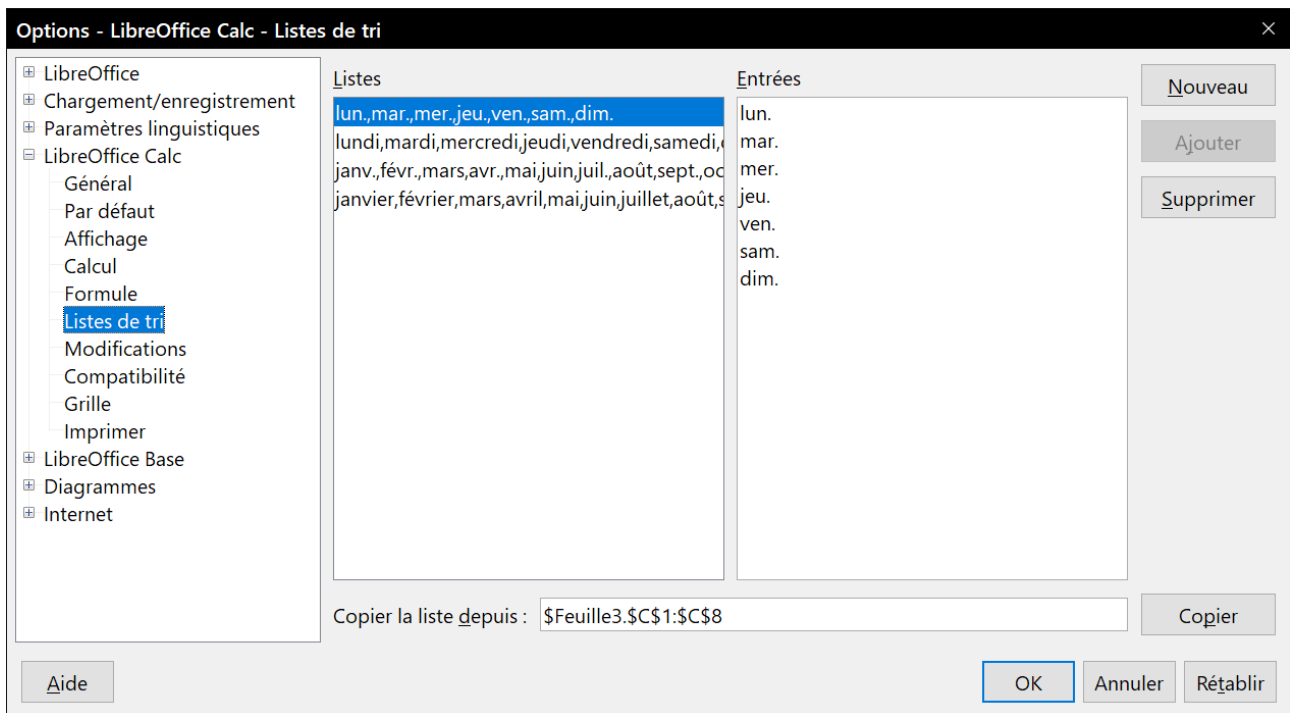 Options - LibreOffice Calc - Listes de tri
LibreOffice
Chargement/enregistrement
Paramètres linguistiques
LibreOffice Calc
Général
Par défaut
Affichage
Calcul
Formule
Listes de tri
Modifications
Compatibilité
Grille
Imprimer
LibreOffice Base
Diagrammes
Internet
Listes
lun.,mar.,mer.,jeu.,ven.,sam.,dim.
lundi,mardi,mercredi,jeudi,vendredi,samedi,
janv.,févr.,mars,avr.,mai,juin,juil.,août,sept.,oc
janvier,février,mars,avril,mai,juin,juillet,août,s
Entrées
lun.
mar.
mer.
jeu.
ven.
sam.
dim.
Nouveau
Ajouter
Supprimer
Copier la liste depuis : $Feuille3.$C$1:$C$8
Copier
Aide
OK
Annuler
Rétablir